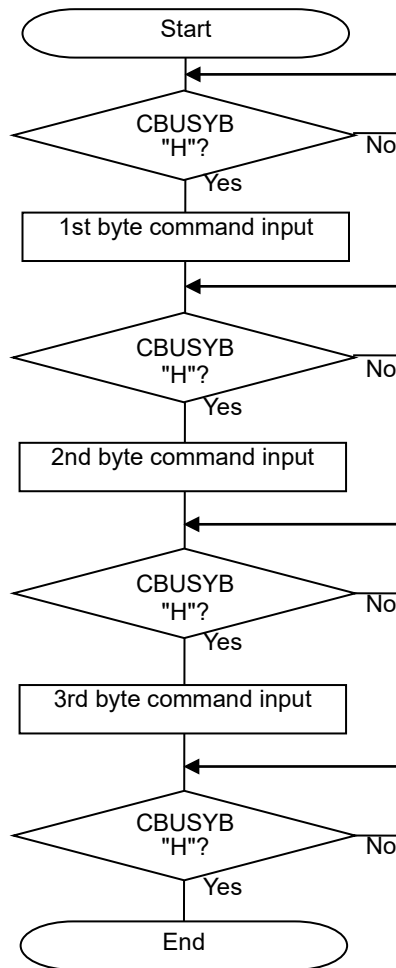 Start
CBUSYB
"H"?
No
Yes
1st byte command input
CBUSYB
"H"?
No
Yes
2nd byte command input
CBUSYB
"H"?
No
Yes
3rd byte command input
CBUSYB
"H"?
No
Yes
End